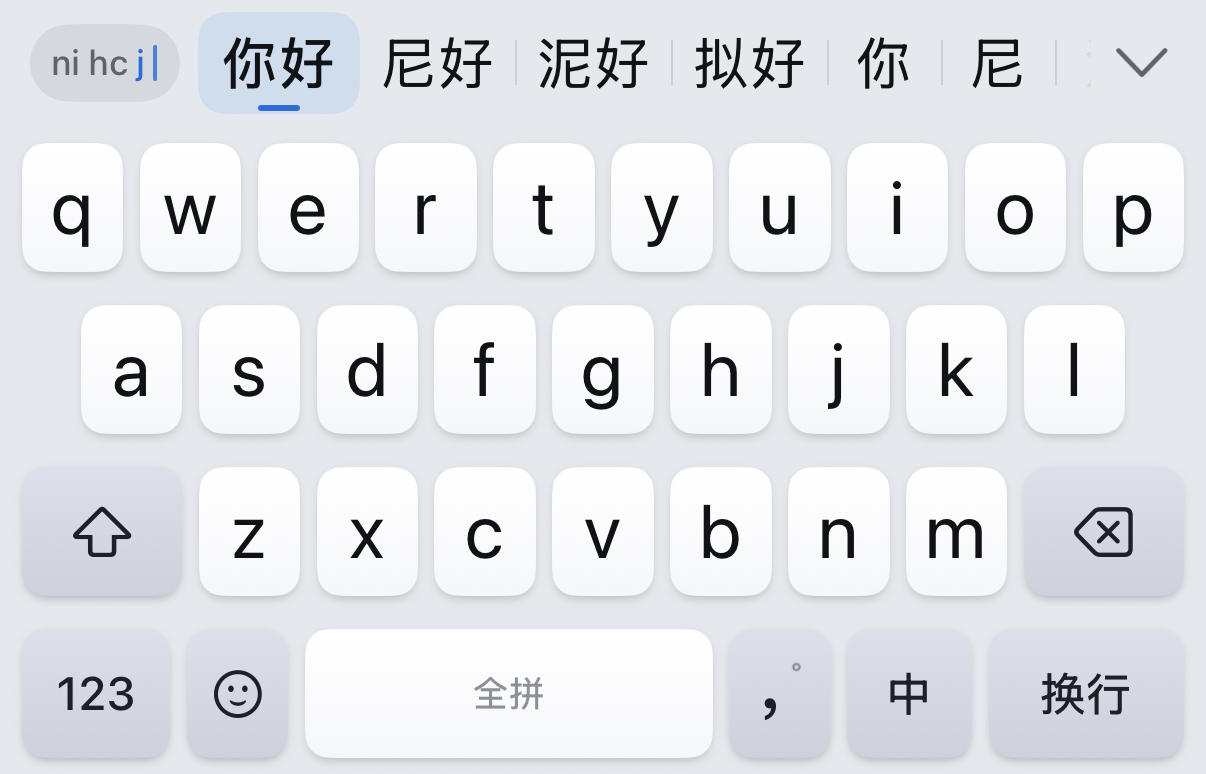 ni hc j 你好 尼好 泥好 拟好 你 尼
q w e r t y u i o p
a s d f g h j k l
z x c v b n m
123 全拼 ，。 中 换行